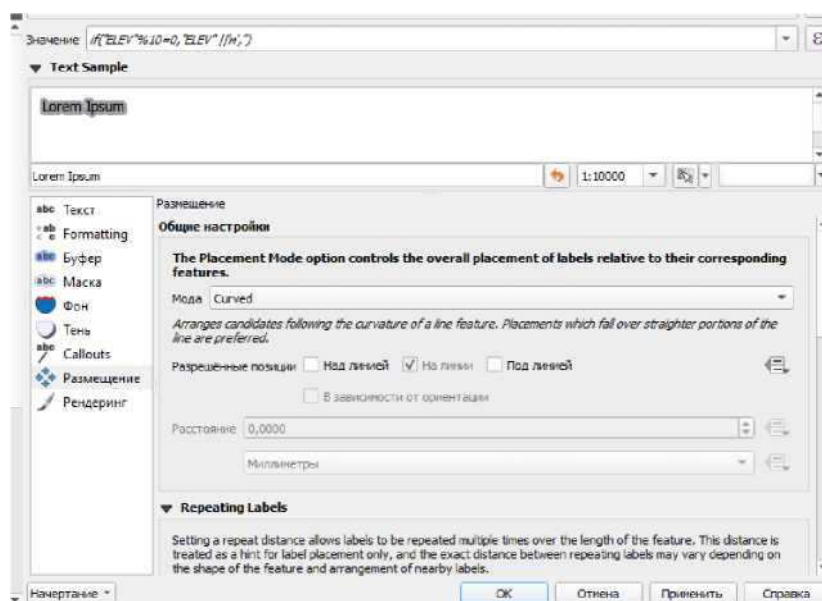 Значение if("ELEV"%10=0,"ELEV" ||'м','')
Text Sample
Lorem Ipsum
Lorem Ipsum 1:10000
abc Текст
Formatting
abc Буфер
abc Маска
Фон
Тень
abc Callouts
Размещение
Рендеринг
Размещение
Общие настройки
The Placement Mode option controls the overall placement of labels relative to their corresponding
features.
Мода Curved
Arranges candidates following the curvature of a line feature. Placements which fall over straighter portions of the
line are preferred.
Разрешённые позиции Над линией На линии Под линией
В зависимости от ориентации
Расстояние 0,0000
Миллиметры
Repeating Labels
Setting a repeat distance allows labels to be repeated multiple times over the length of the feature. This distance is
treated as a hint for label placement only, and the exact distance between repeating labels may vary depending on
the shape of the feature and arrangement of nearby labels.
Начертание OK Отмена Применить Справка